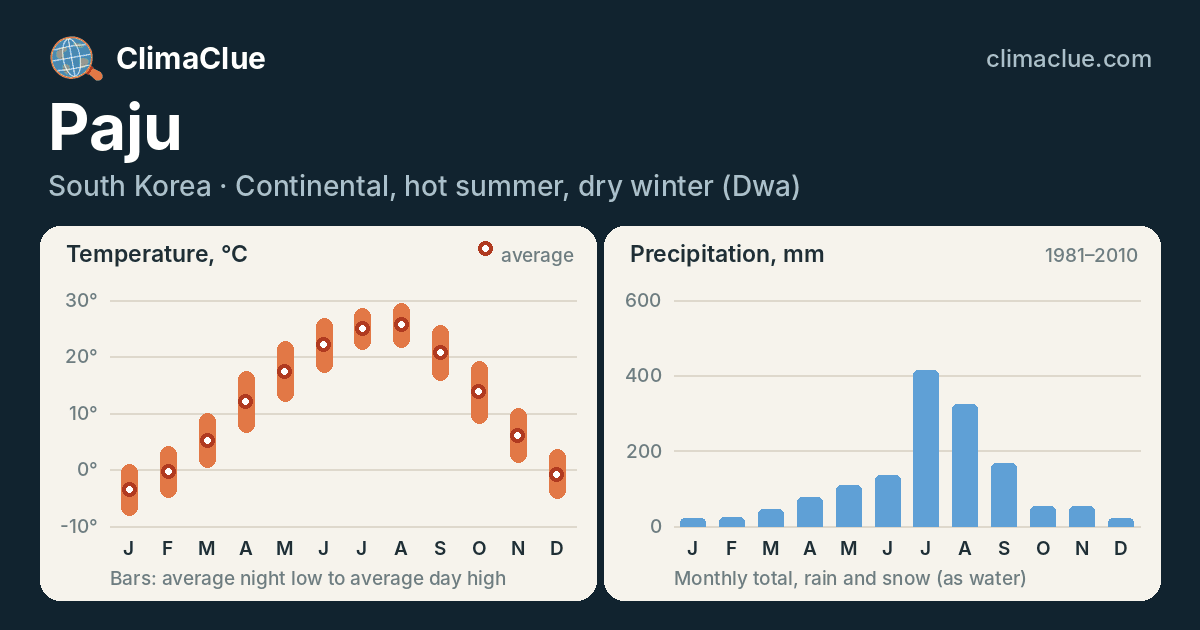 ClimaClue
climaclue.com
Paju
South Korea · Continental, hot summer, dry winter (Dwa)
Temperature, °C
average
30°
20°
10°
0°
-10°
J F M A M J J A S O N D
Bars: average night low to average day high
Precipitation, mm
1981–2010
600
400
200
0
J F M A M J J A S O N D
Monthly total, rain and snow (as water)